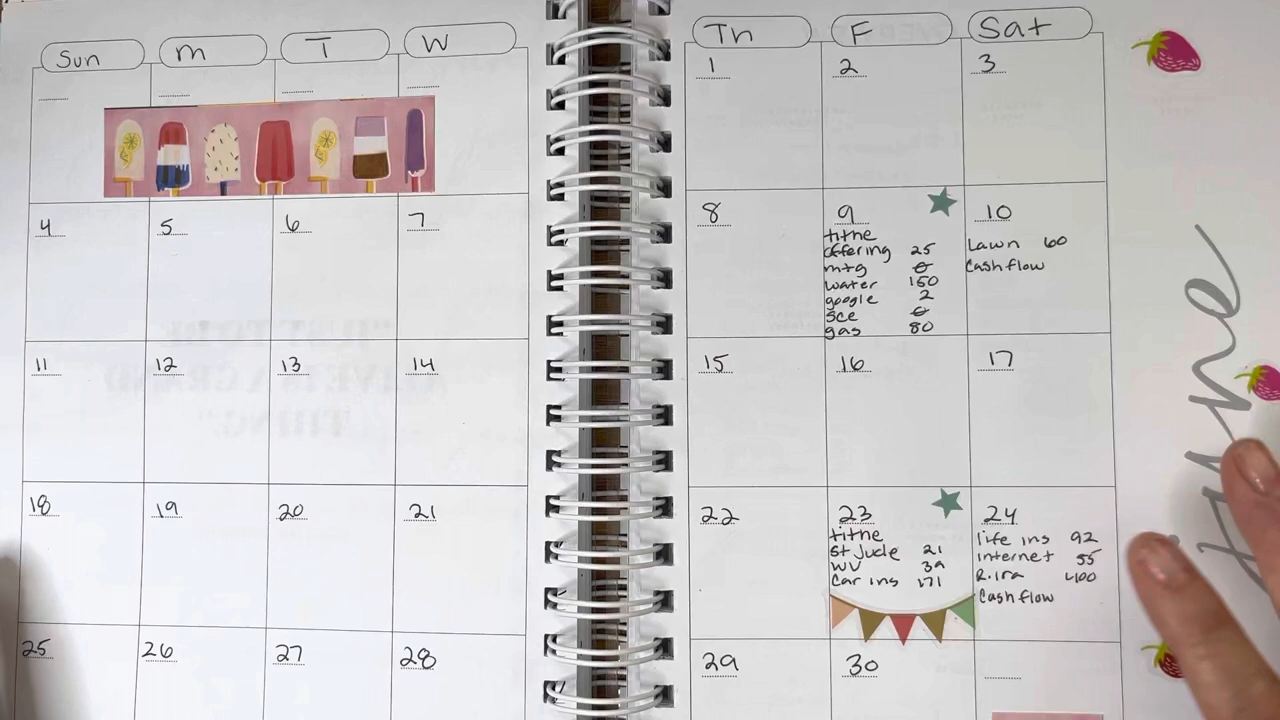 Sun M T W Th F Sat
1 2 3
4 5 6 7 8 9 10
tithe
offering 25
mtg 0
water 150
google 2
sce 0
gas 80
Lawn 60
Cashflow
11 12 13 14 15 16 17
18 19 20 21 22 23 24
tithe
St Jude 21
WV 39
Car ins 171
life ins 92
internet 55
R.ira 400
Cashflow
25 26 27 28 29 30
June